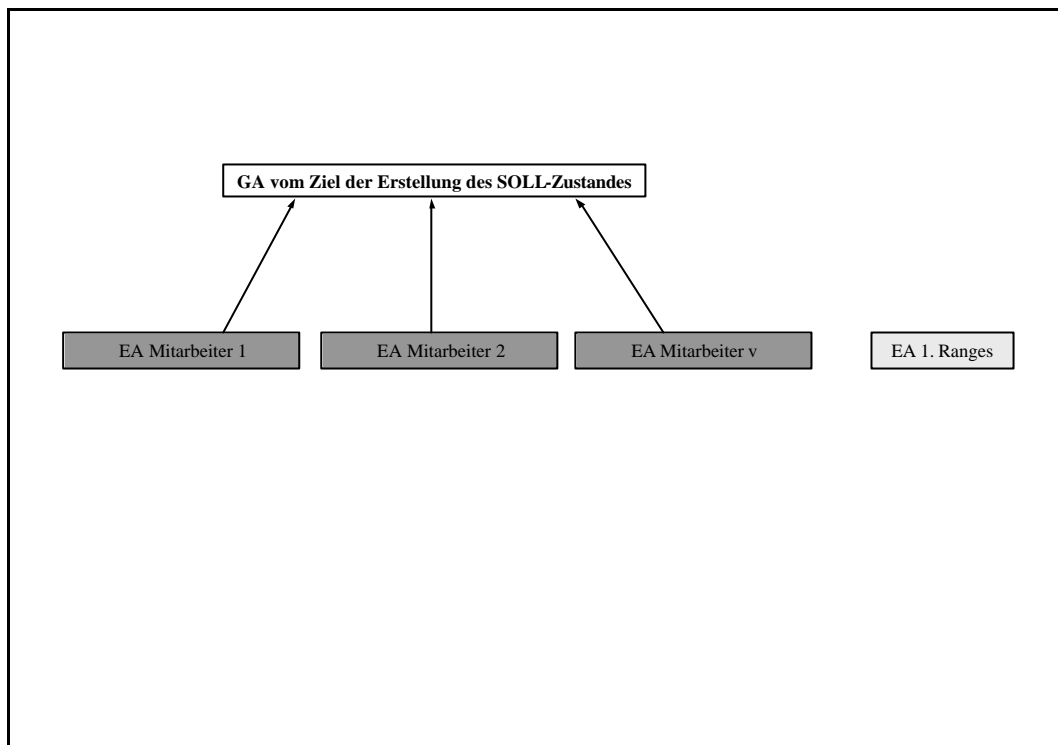 GA vom Ziel der Erstellung des SOLL-Zustandes
EA Mitarbeiter 1
EA Mitarbeiter 2
EA Mitarbeiter v
EA 1. Ranges